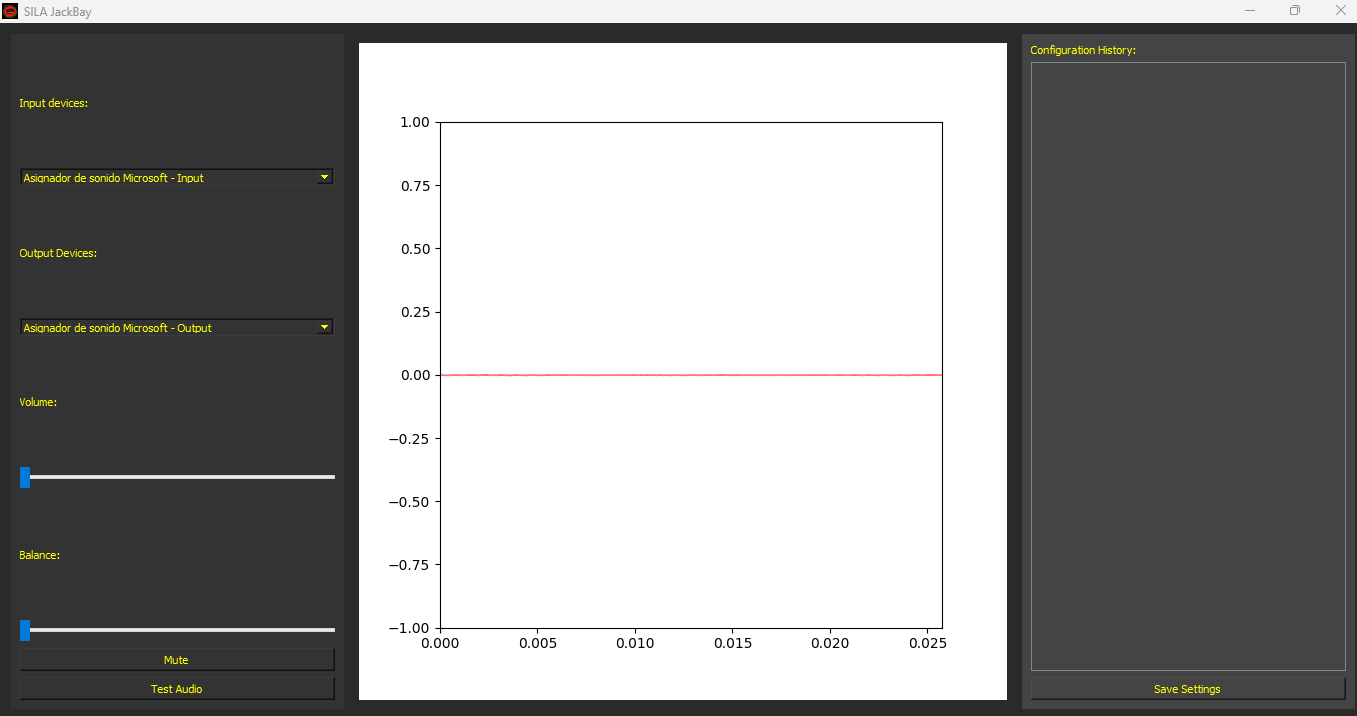 SILA JackBay
Input devices:
Asignador de sonido Microsoft - Input
Output Devices:
Asignador de sonido Microsoft - Output
Volume:
Balance:
Mute
Test Audio
1.00
0.75
0.50
0.25
0.00
−0.25
−0.50
−0.75
−1.00
0.000 0.005 0.010 0.015 0.020 0.025
Configuration History:
Save Settings